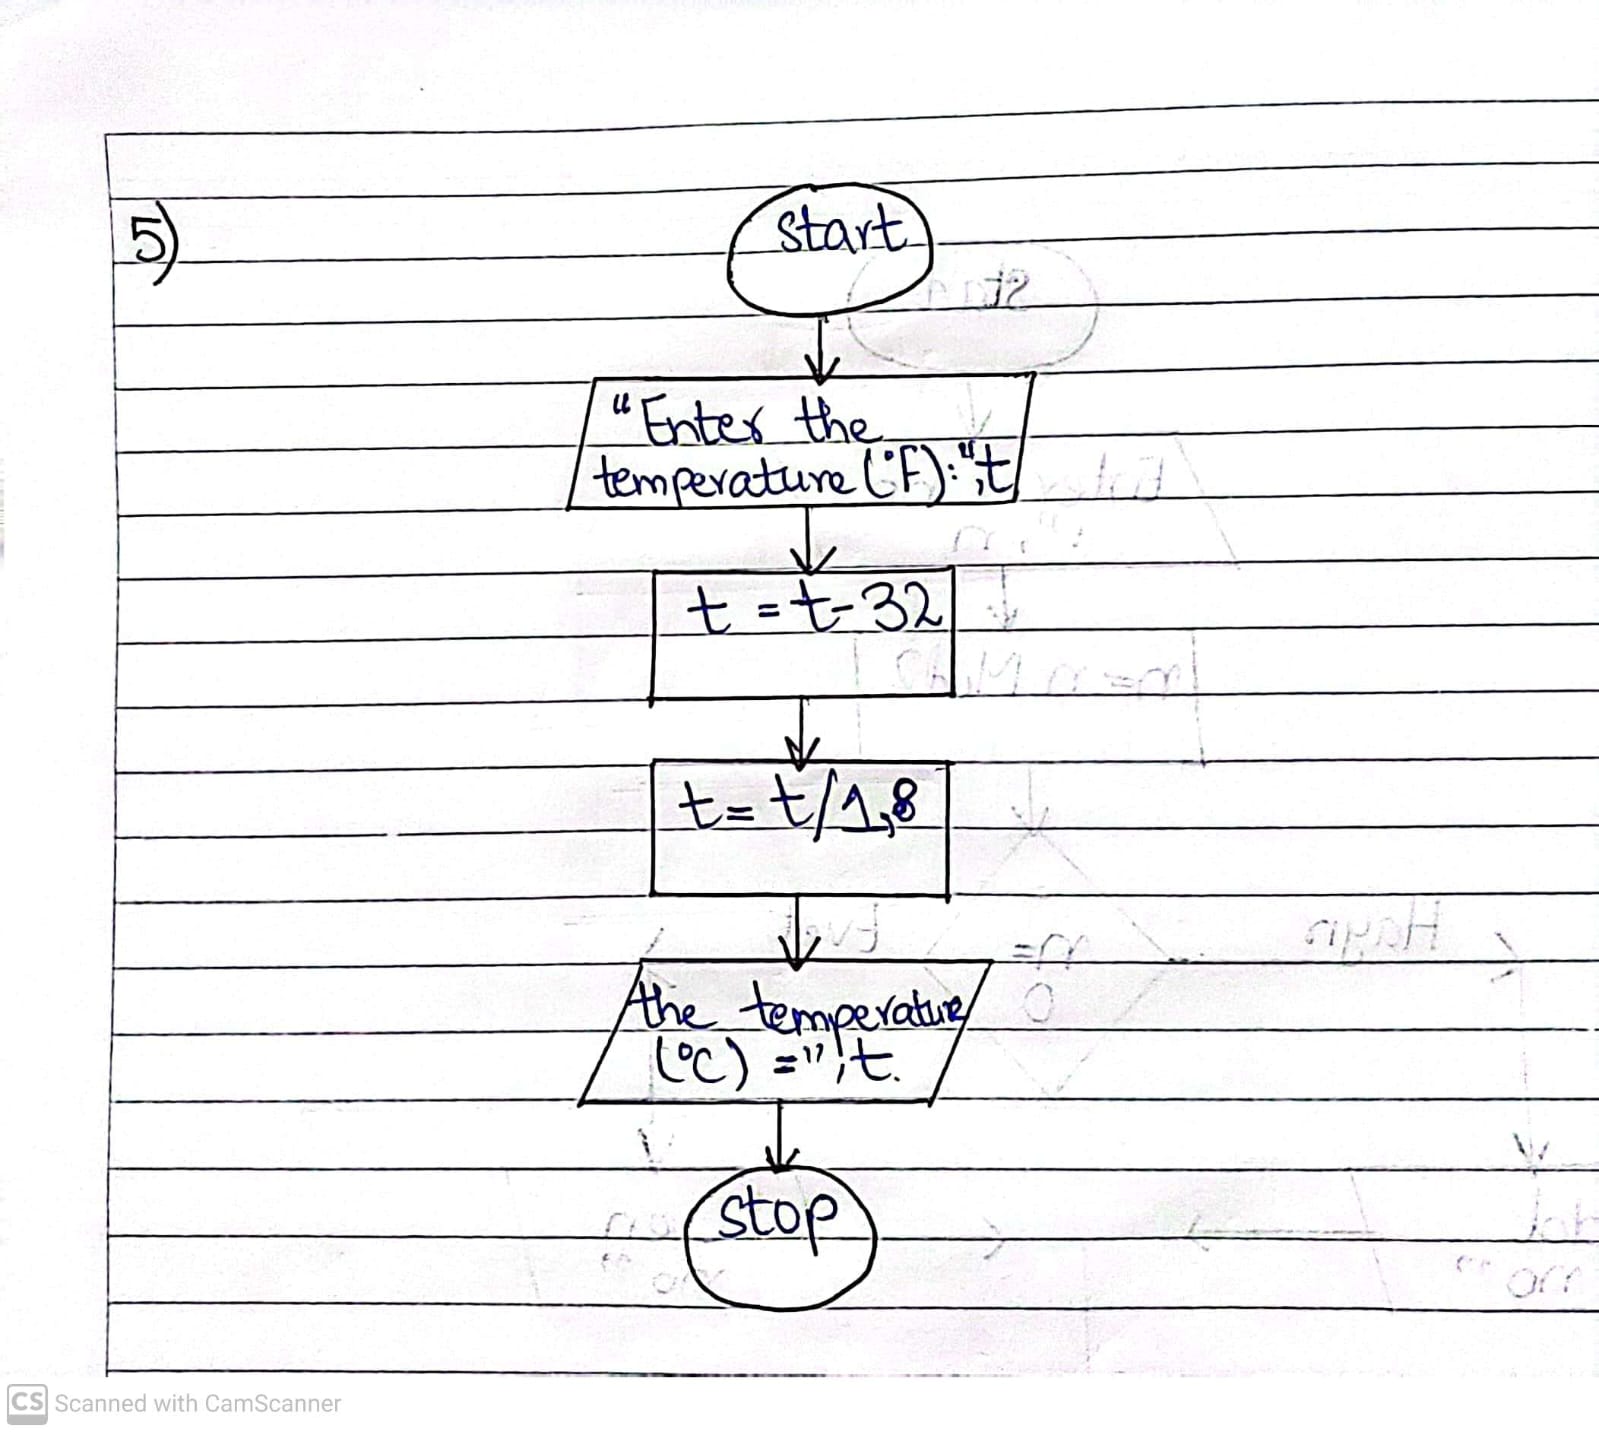 5)
start
"Enter the
temperature (°F):",t
t = t-32
t = t/1,8
the temperature
(°C) =",t.
stop
CS Scanned with CamScanner